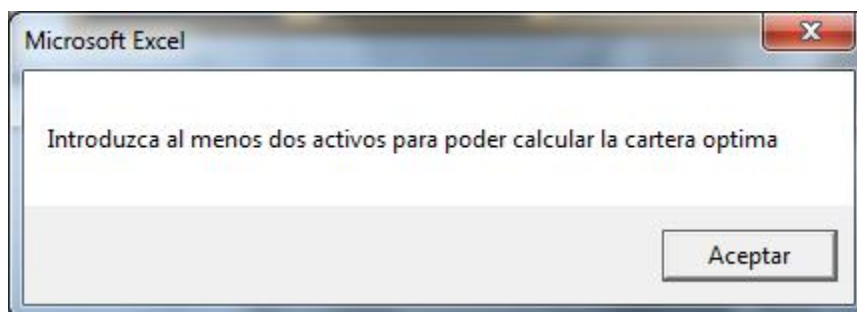 Microsoft Excel
Introduzca al menos dos activos para poder calcular la cartera optima
Aceptar